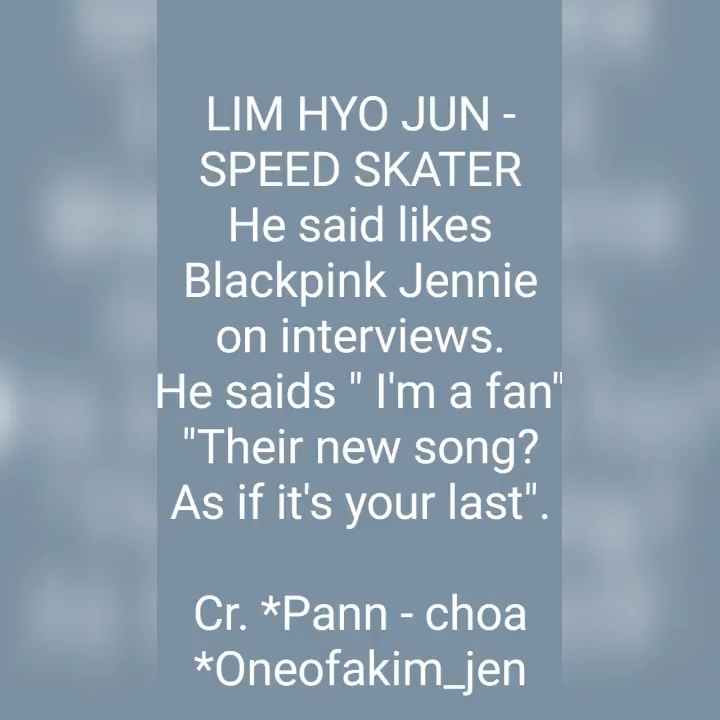 LIM HYO JUN -
SPEED SKATER
He said likes
Blackpink Jennie
on interviews.
He saids " I'm a fan"
"Their new song?
As if it's your last".
Cr. *Pann - choa
*Oneofakim_jen